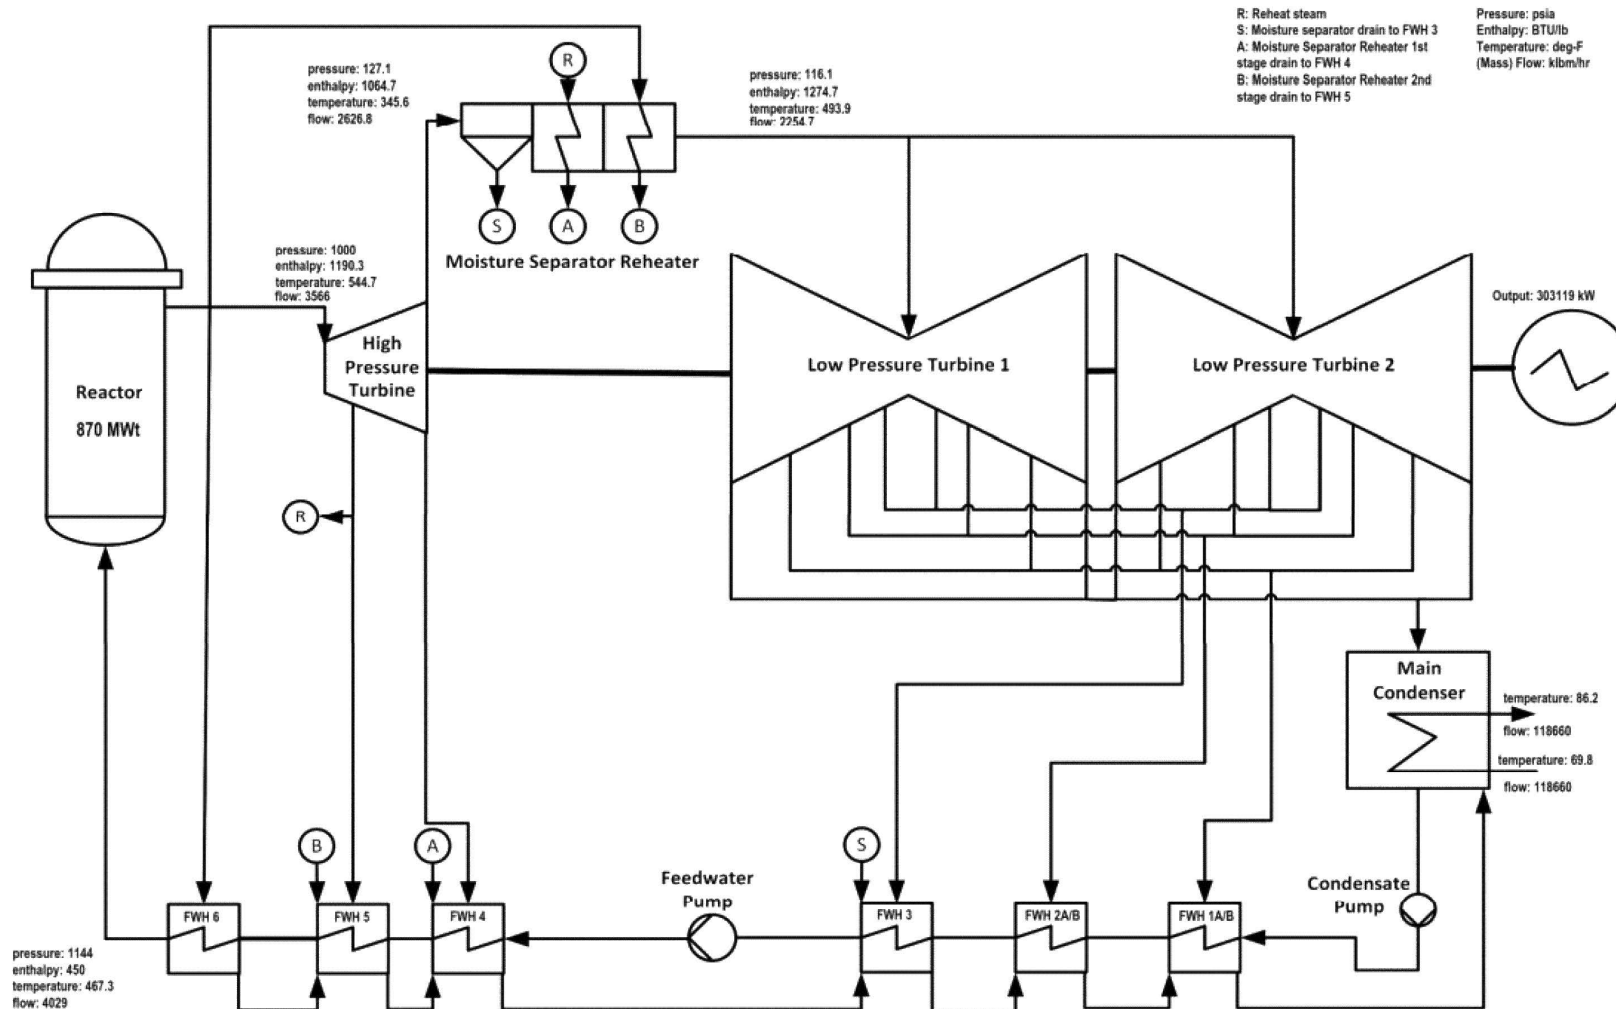 R: Reheat steam
S: Moisture separator drain to FWH 3
A: Moisture Separator Reheater 1st
stage drain to FWH 4
B: Moisture Separator Reheater 2nd
stage drain to FWH 5
Pressure: psia
Enthalpy: BTU/lb
Temperature: deg-F
(Mass) Flow: klbm/hr
pressure: 127.1
enthalpy: 1064.7
temperature: 345.6
flow: 2626.8
R
pressure: 116.1
enthalpy: 1274.7
temperature: 493.9
flow: 2254.7
S
A
B
Moisture Separator Reheater
pressure: 1000
enthalpy: 1190.3
temperature: 544.7
flow: 3566
Output: 303119 kW
High
Pressure
Turbine
Low Pressure Turbine 1
Low Pressure Turbine 2
Reactor
870 MWt
R
Main
Condenser
temperature: 86.2
flow: 118660
temperature: 69.8
flow: 118660
B
A
S
Feedwater
Pump
Condensate
Pump
FWH 6
FWH 5
FWH 4
FWH 3
FWH 2A/B
FWH 1A/B
pressure: 1144
enthalpy: 450
temperature: 467.3
flow: 4029